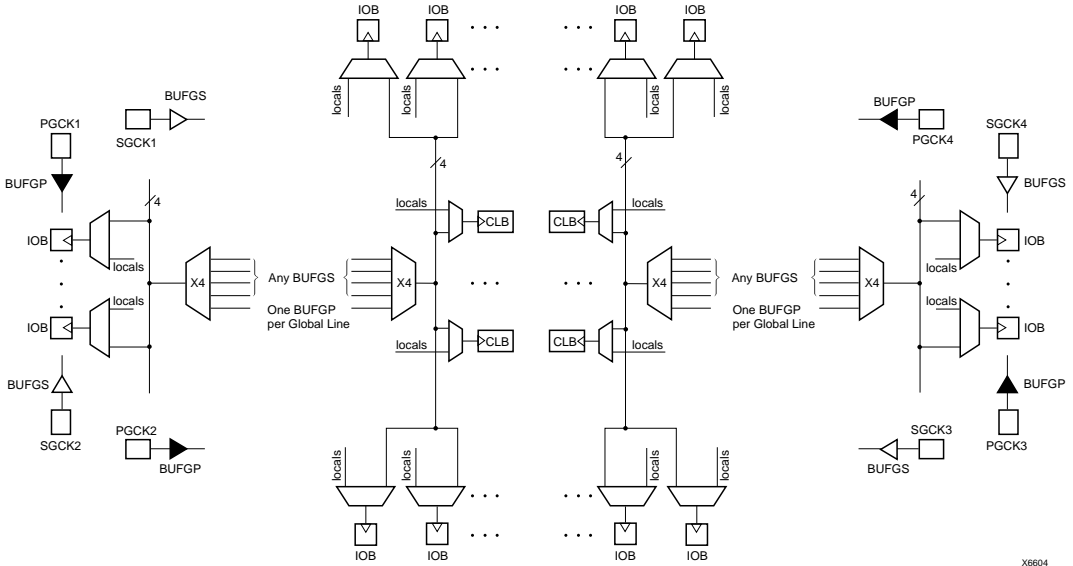 IOB IOB IOB IOB
locals locals locals locals
BUFGS BUFGP
PGCK1 SGCK1 PGCK4 SGCK4
BUFGP BUFGS
4 4 4 4
locals CLB CLB locals
IOB IOB
locals locals
X4 Any BUFGS X4 X4 Any BUFGS X4
locals locals
One BUFGP One BUFGP
per Global Line per Global Line
IOB IOB
CLB CLB
locals locals
BUFGS BUFGP
SGCK2 PGCK2 SGCK3 PGCK3
BUFGP BUFGS
locals locals locals locals
IOB IOB IOB IOB
X6604